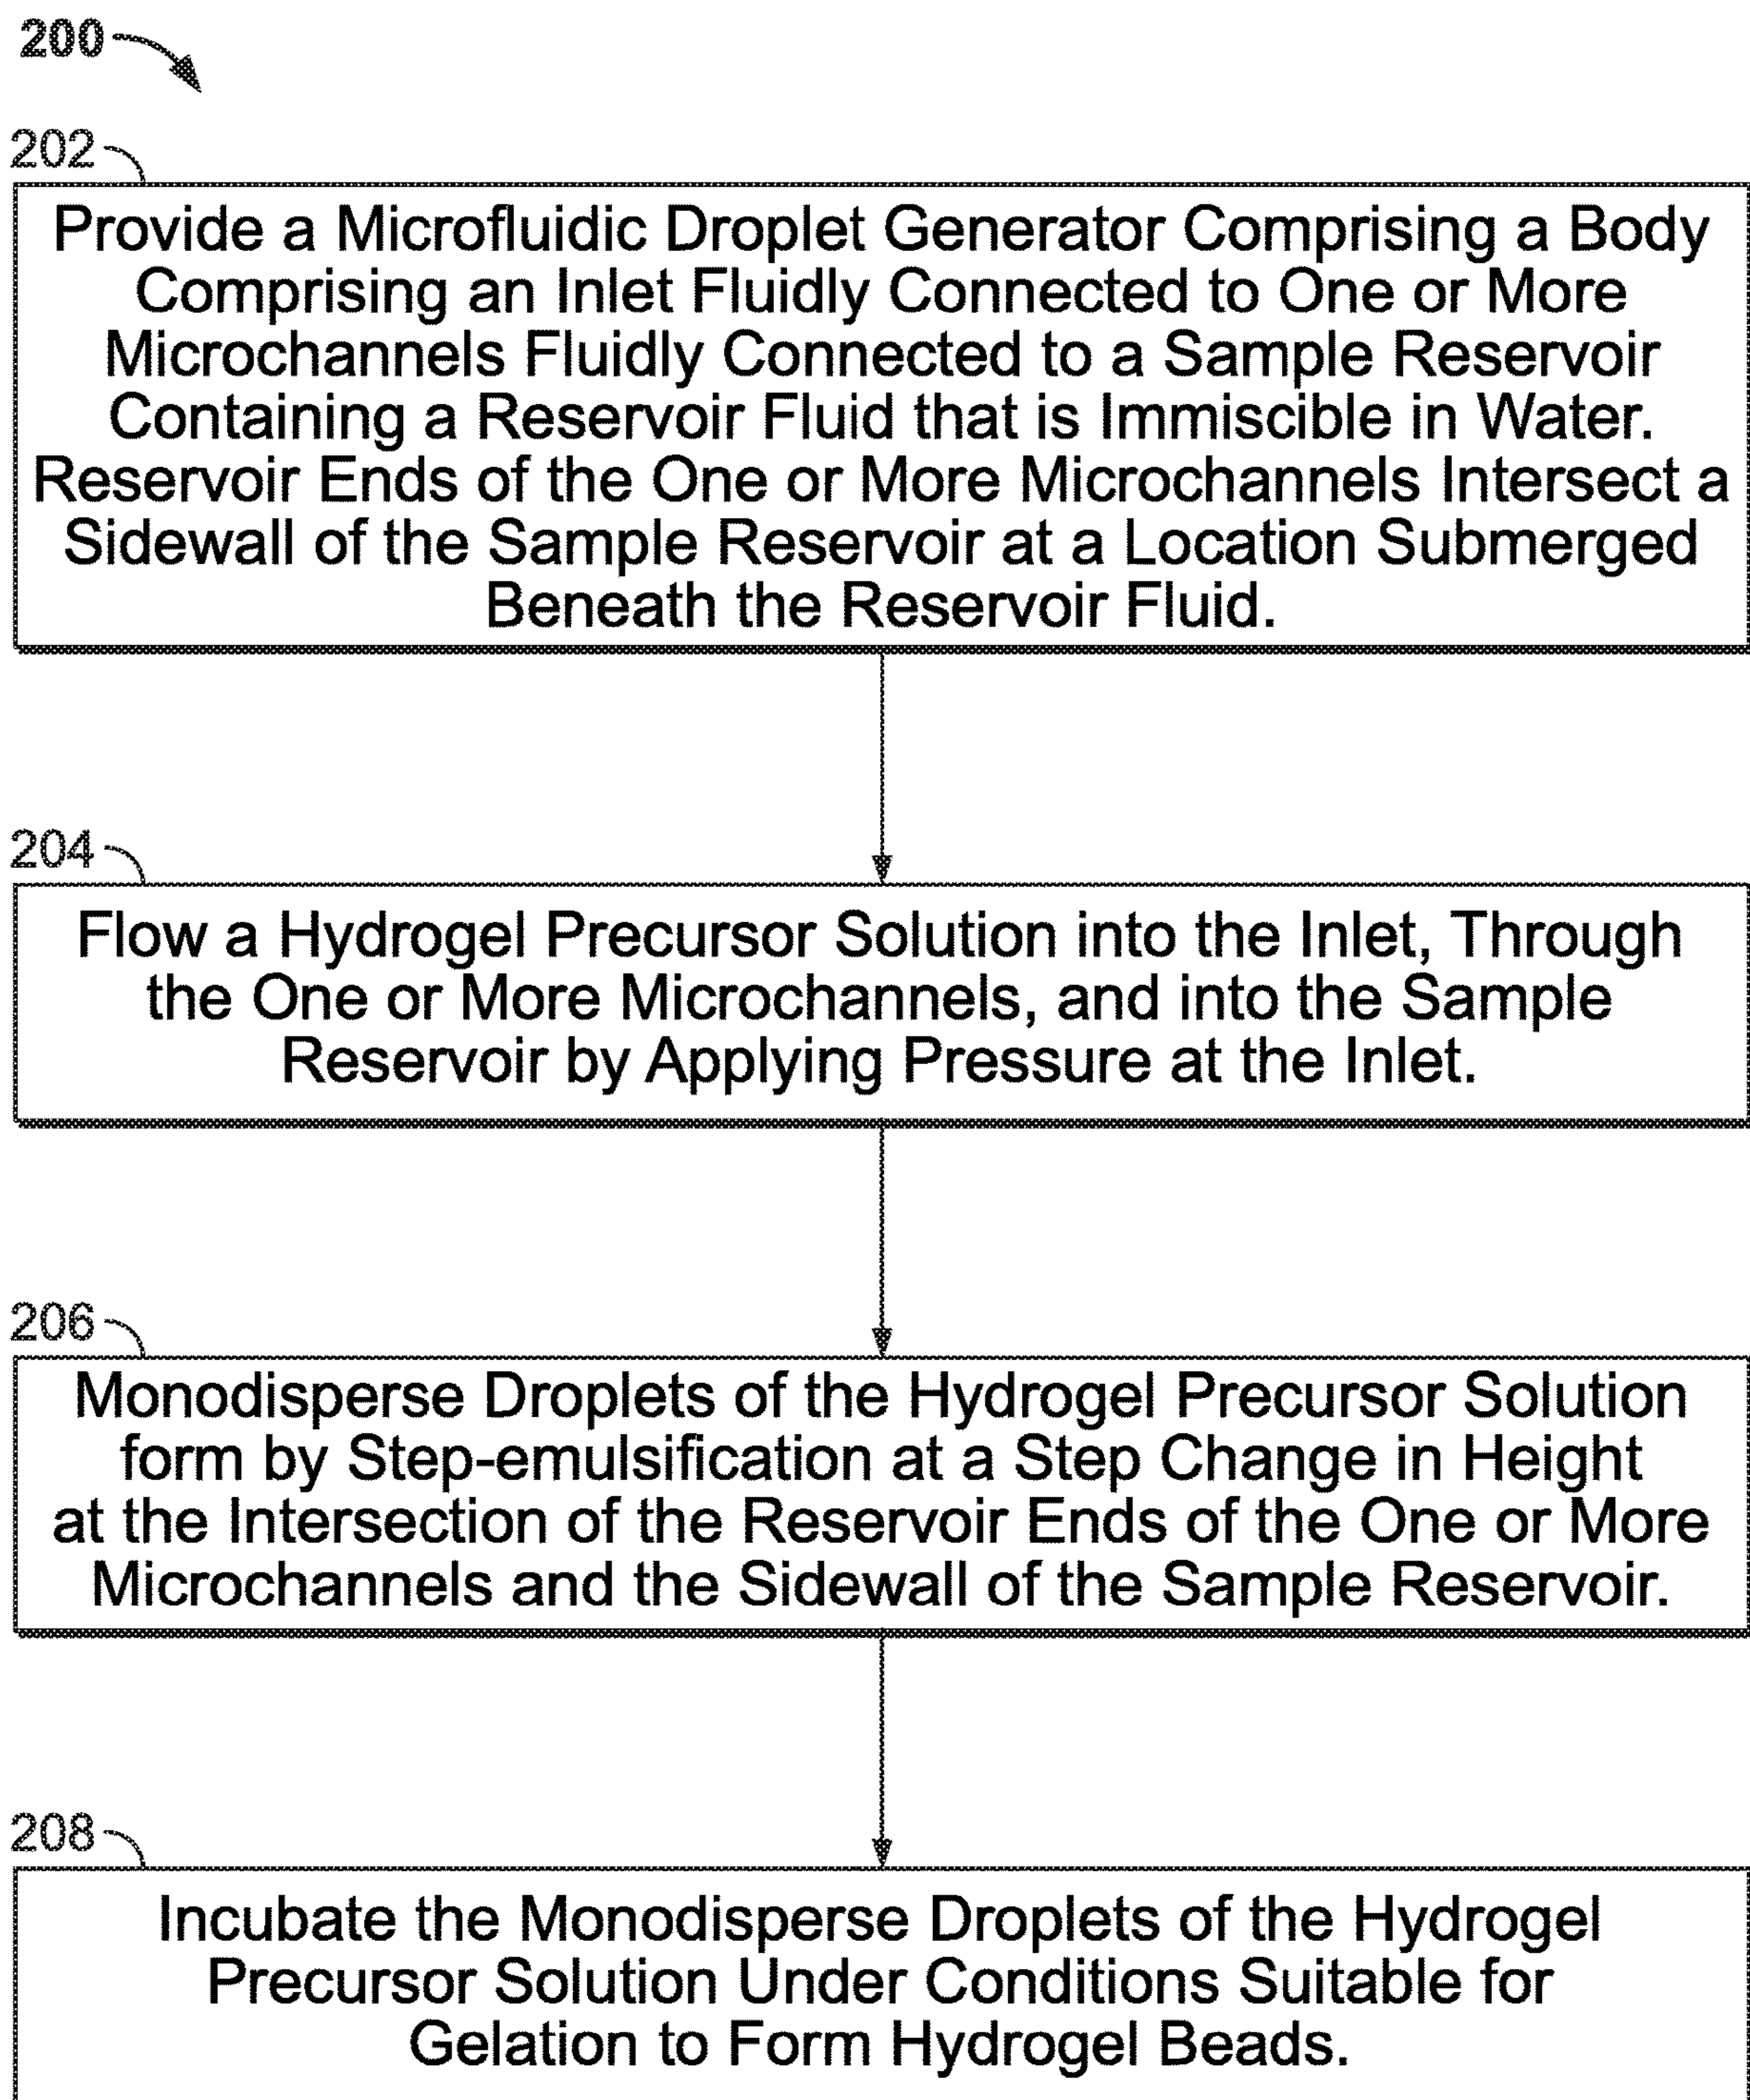 200
202
Provide a Microfluidic Droplet Generator Comprising a Body
Comprising an Inlet Fluidly Connected to One or More
Microchannels Fluidly Connected to a Sample Reservoir
Containing a Reservoir Fluid that is Immiscible in Water.
Reservoir Ends of the One or More Microchannels Intersect a
Sidewall of the Sample Reservoir at a Location Submerged
Beneath the Reservoir Fluid.
204
Flow a Hydrogel Precursor Solution into the Inlet, Through
the One or More Microchannels, and into the Sample
Reservoir by Applying Pressure at the Inlet.
206
Monodisperse Droplets of the Hydrogel Precursor Solution
form by Step-emulsification at a Step Change in Height
at the Intersection of the Reservoir Ends of the One or More
Microchannels and the Sidewall of the Sample Reservoir.
208
Incubate the Monodisperse Droplets of the Hydrogel
Precursor Solution Under Conditions Suitable for
Gelation to Form Hydrogel Beads.